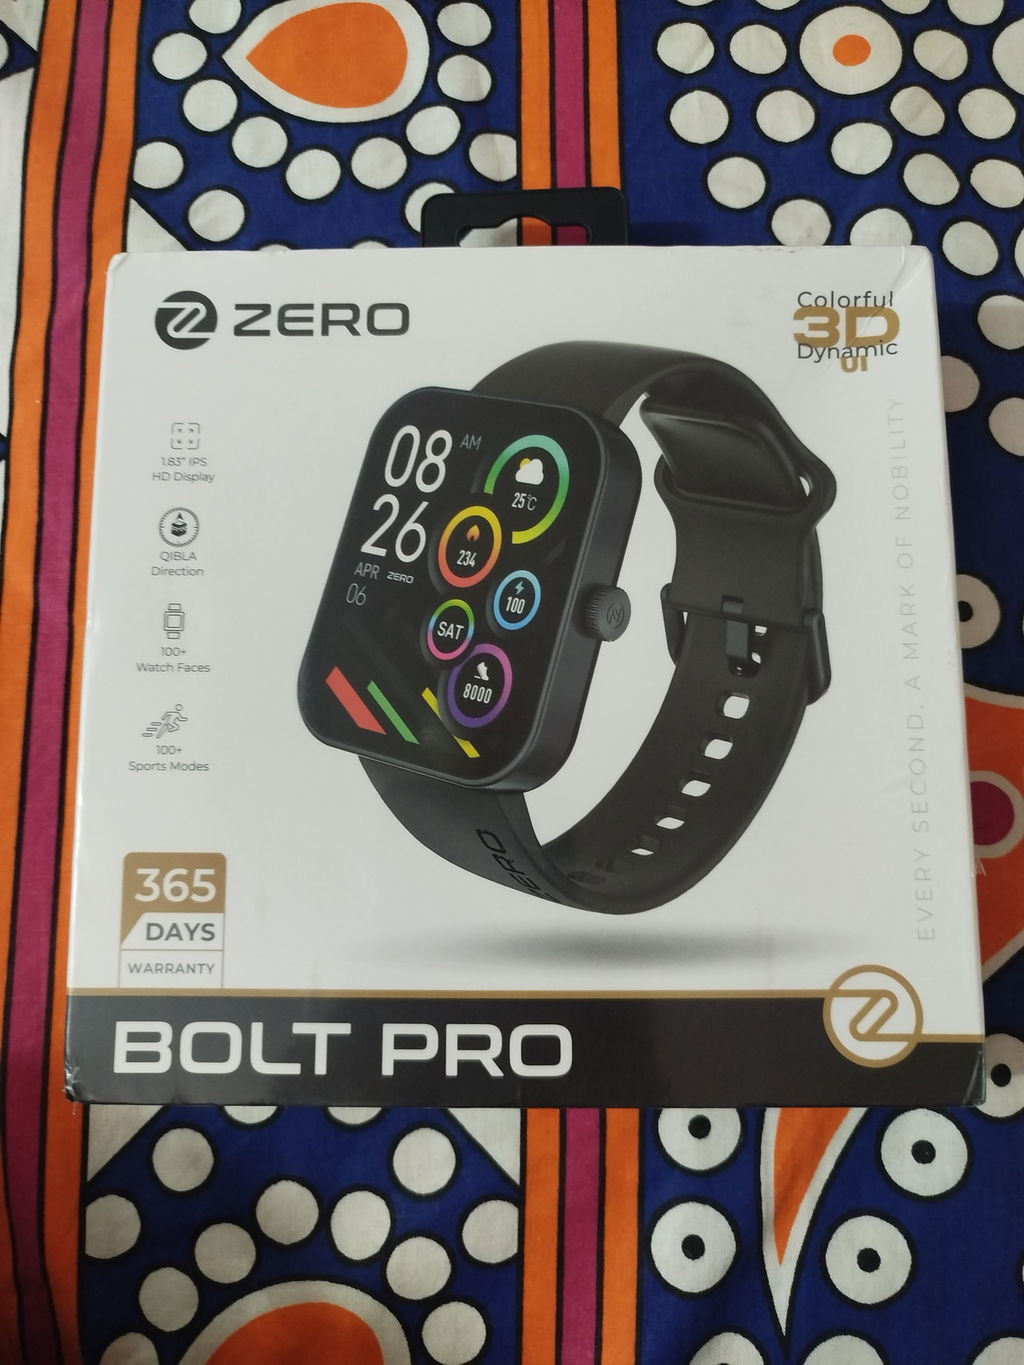 ZERO
Colorful
3D
Dynamic
UI
1.83" IPS
HD Display
QIBLA
Direction
100+
Watch Faces
100+
Sports Modes
08
AM
26
APR
06
ZERO
25°C
234
100
SAT
8000
ZERO
EVERY SECOND, A MARK OF NOBILITY
365
DAYS
WARRANTY
BOLT PRO